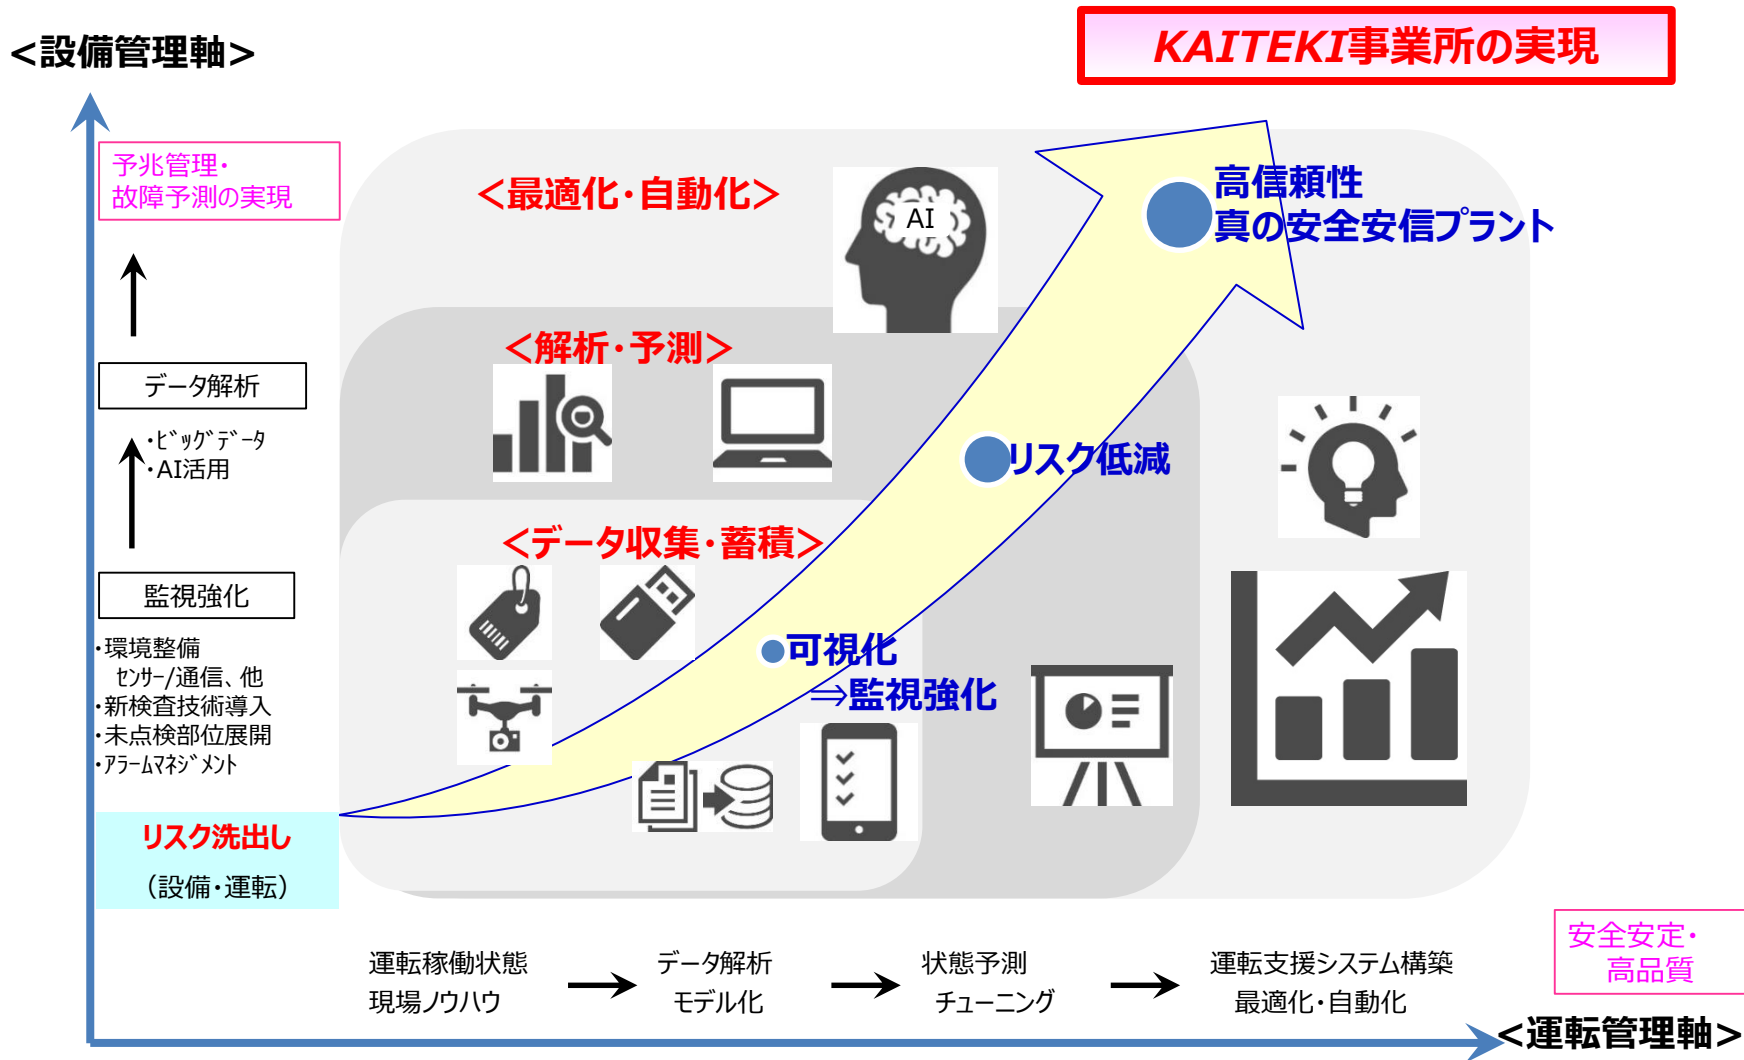 <設備管理軸>
KAITEKI事業所の実現
予兆管理・
故障予測の実現
データ解析
・ﾋﾞｯｸﾞﾃﾞｰﾀ
・AI活用
監視強化
・環境整備
ｾﾝｻｰ/通信、他
・新検査技術導入
・未点検部位展開
・ｱﾗｰﾑﾏﾈｼﾞﾒﾝﾄ
リスク洗出し
（設備・運転）
<最適化・自動化>
AI
高信頼性
真の安全安信プラント
<解析・予測>
リスク低減
<データ収集・蓄積>
可視化
⇒監視強化
運転稼働状態
現場ノウハウ
データ解析
モデル化
状態予測
チューニング
運転支援システム構築
最適化・自動化
安全安定・
高品質
<運転管理軸>